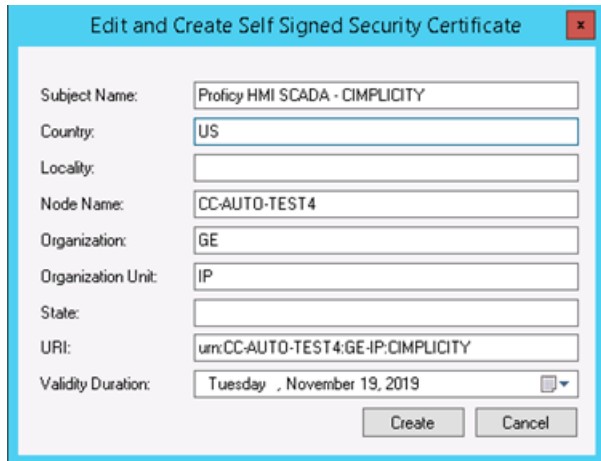 Edit and Create Self Signed Security Certificate
x
Subject Name: Proficy HMI SCADA - CIMPLICITY
Country: US
Locality:
Node Name: CC-AUTO-TEST4
Organization: GE
Organization Unit: IP
State:
URI: urn:CC-AUTO-TEST4:GE-IP:CIMPLICITY
Validity Duration: Tuesday , November 19, 2019
Create Cancel